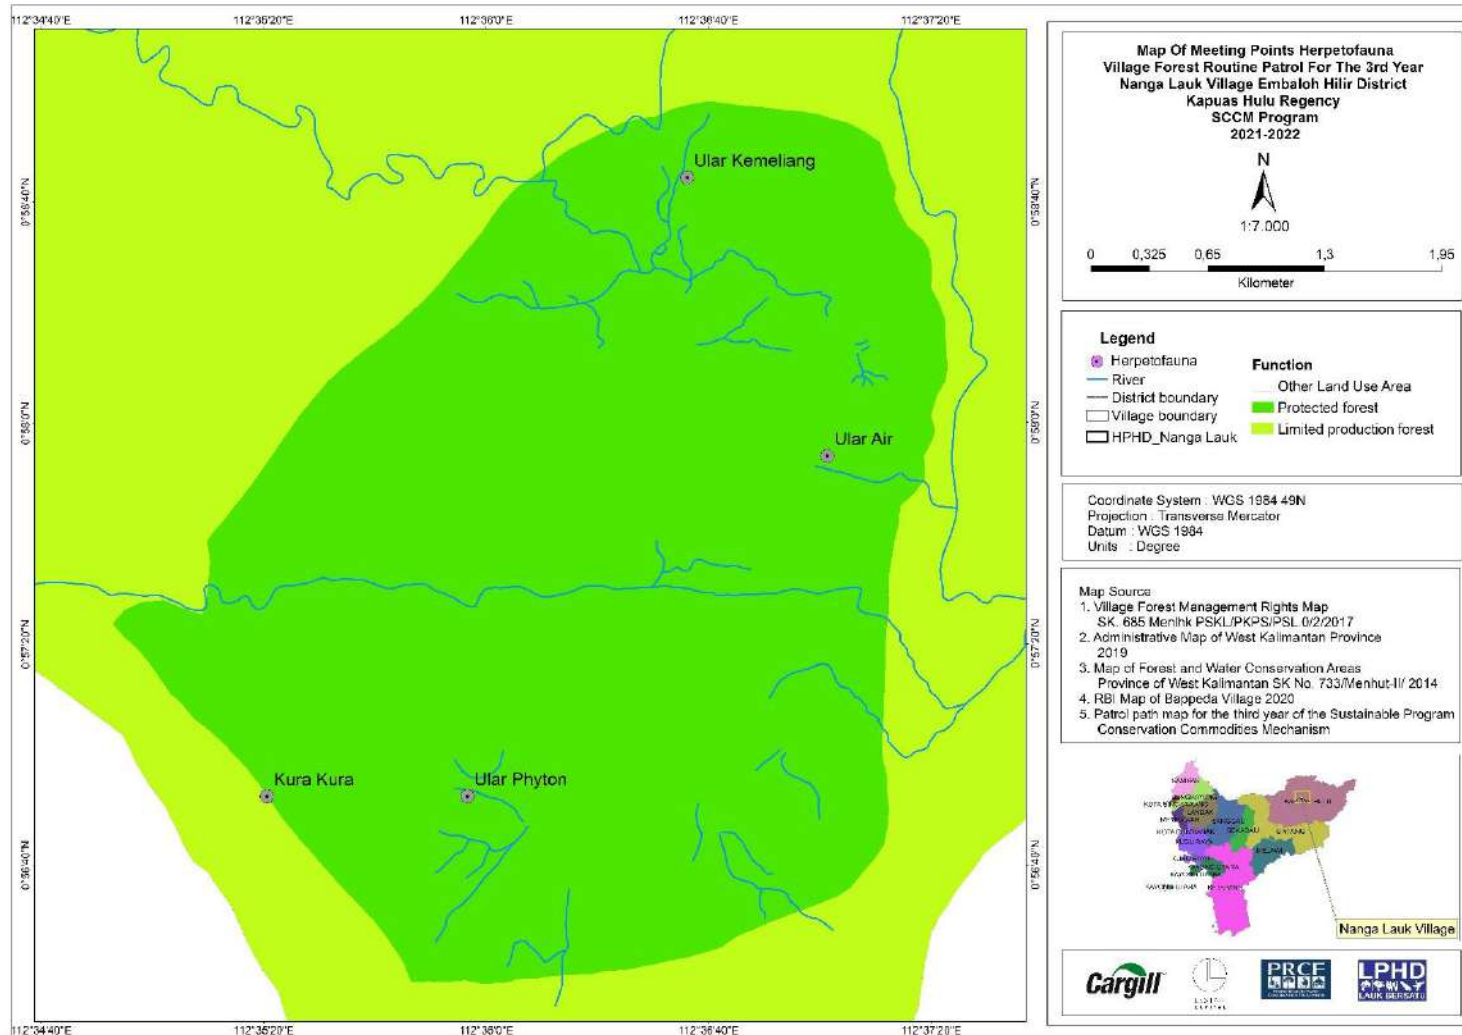 112°34'40"E 112°35'20"E 112°36'0"E 112°36'40"E 112°37'20"E
Ular Kemeliang
0°58'40"N
0°58'40"N
Ular Air
0°58'0"N
0°58'0"N
0°57'20"N
0°57'20"N
Kura Kura
Ular Phyton
0°56'40"N
0°56'40"N
112°34'40"E 112°35'20"E 112°36'0"E 112°36'40"E 112°37'20"E
Map Of Meeting Points Herpetofauna
Village Forest Routine Patrol For The 3rd Year
Nanga Lauk Village Embaloh Hilir District
Kapuas Hulu Regency
SCCM Program
2021-2022
N
1:7.000
0 0,325 0,65 1,3 1,95
Kilometer
Legend
Herpetofauna
River
District boundary
Village boundary
HPHD_Nanga Lauk
Function
Other Land Use Area
Protected forest
Limited production forest
Coordinate System : WGS 1984 49N
Projection : Transverse Mercator
Datum : WGS 1984
Units : Degree
Map Source
1. Village Forest Management Rights Map
SK. 685 Menlhk PSKL/PKPS/PSL.0/2/2017
2. Administrative Map of West Kalimantan Province
2019
3. Map of Forest and Water Conservation Areas
Province of West Kalimantan SK No. 733/Menhut-II/ 2014
4. RBI Map of Bappeda Village 2020
5. Patrol path map for the third year of the Sustainable Program
Conservation Commodities Mechanism
LANDAK
SANGGAU
SEKADAU
SINTANG
MELAWI
Nanga Lauk Village
Cargill
PRCF
LPHD
LAUK BERSATU